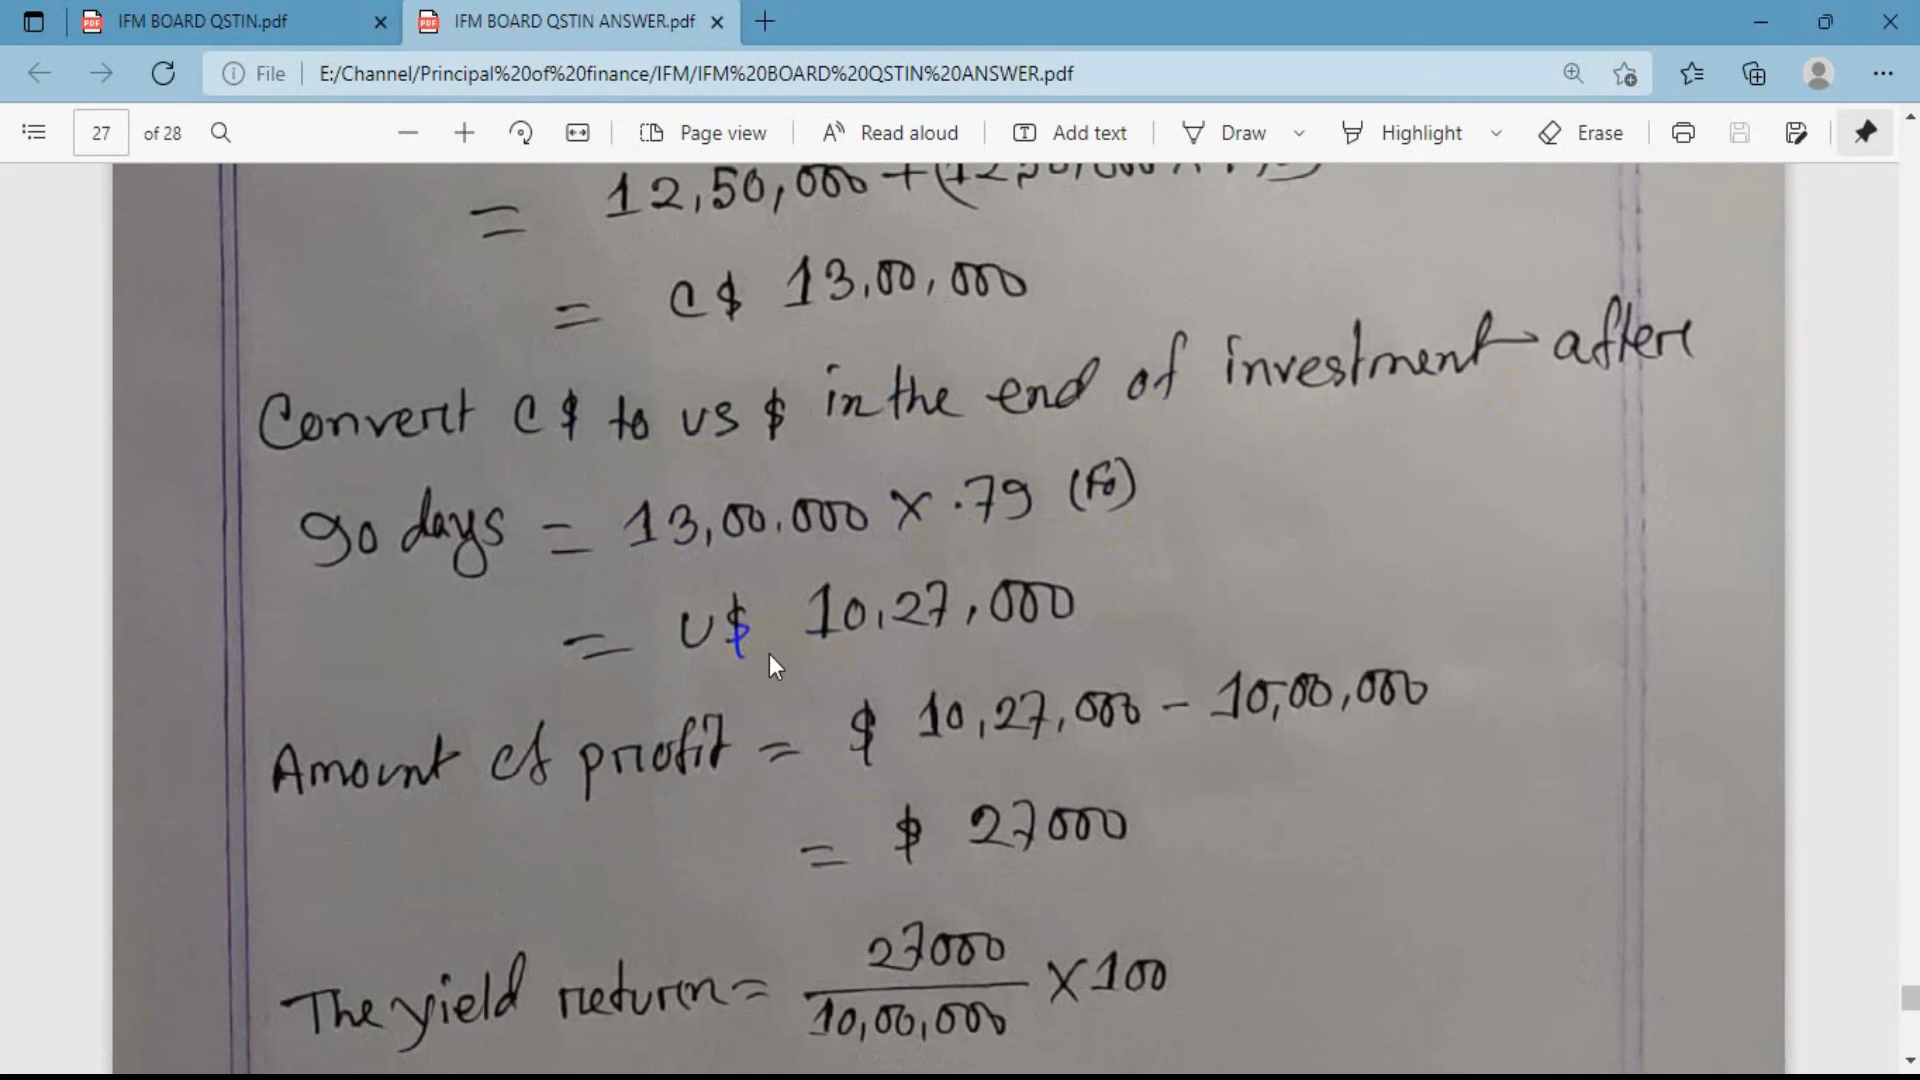 IFM BOARD QSTIN.pdf
IFM BOARD QSTIN ANSWER.pdf
File
E:/Channel/Principal%20of%20finance/IFM/IFM%20BOARD%20QSTIN%20ANSWER.pdf
27 of 28
Page view
Read aloud
Add text
Draw
Highlight
Erase
= 12,50,000 +
= C$ 13,00,000
Convert C$ to US $ in the end of investment after
90 days = 13,00,000 X .79 (Fo)
= U$ 10,27,000
Amount of profit = $ 10,27,000 - 10,00,000
= $ 27000
The yield return = 27000
10,00,000 X 100